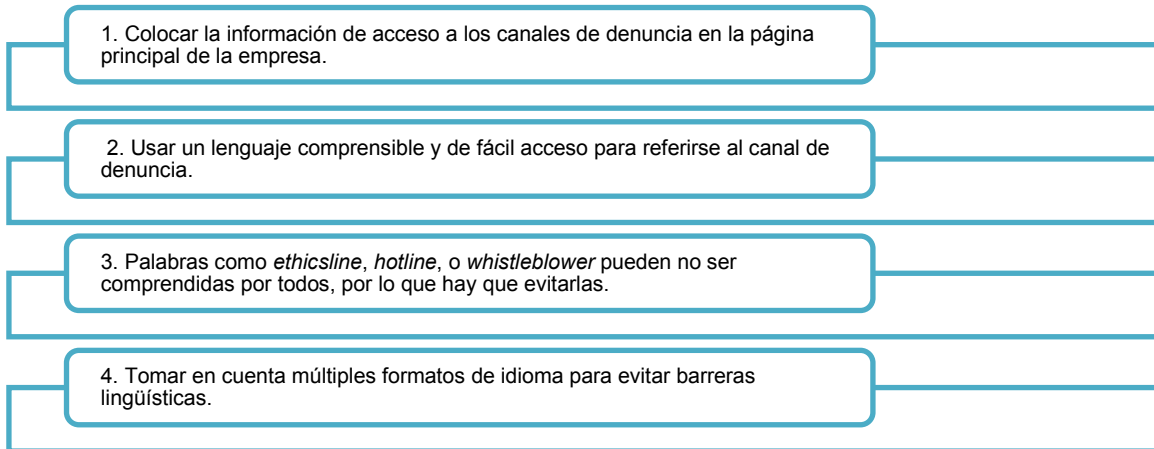 1. Colocar la información de acceso a los canales de denuncia en la página
principal de la empresa.
2. Usar un lenguaje comprensible y de fácil acceso para referirse al canal de
denuncia.
3. Palabras como ethicsline, hotline, o whistleblower pueden no ser
comprendidas por todos, por lo que hay que evitarlas.
4. Tomar en cuenta múltiples formatos de idioma para evitar barreras
lingüísticas.